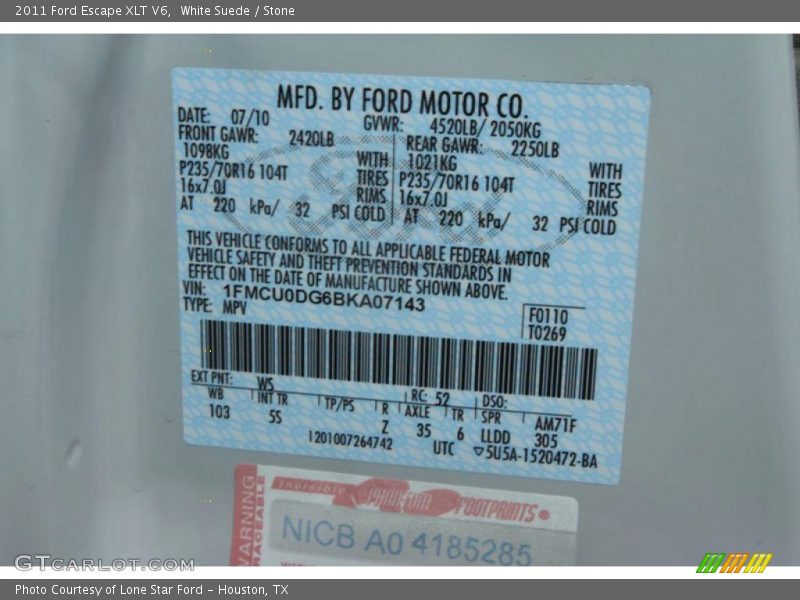 2011 Ford Escape XLT V6,  White Suede / Stone
MFD. BY FORD MOTOR CO.
DATE: 07/10 GVWR: 4520LB/ 2050KG
FRONT GAWR: 2420LB REAR GAWR: 2250LB
1098KG WITH 1021KG WITH
P235/70R16 104T TIRES P235/70R16 104T TIRES
16x7.0J RIMS 16x7.0J RIMS
AT 220 kPa/ 32 PSI COLD AT 220 kPa/ 32 PSI COLD
THIS VEHICLE CONFORMS TO ALL APPLICABLE FEDERAL MOTOR
VEHICLE SAFETY AND THEFT PREVENTION STANDARDS IN
EFFECT ON THE DATE OF MANUFACTURE SHOWN ABOVE.
VIN: 1FMCU0DG6BKA07143
TYPE: MPV
F0110
T0269
EXT PNT: WS RC: 52 DSO:
WB INT TR TP/PS R AXLE TR SPR AM71F
103 5S Z 35 6 LLDD 305
1201007264742 UTC ▽5U5A-1520472-BA
WARNING
Invisible PHANTOM FOOTPRINTS
NICB A0 4185285
GTCARLOT.COM
Photo Courtesy of Lone Star Ford - Houston, TX